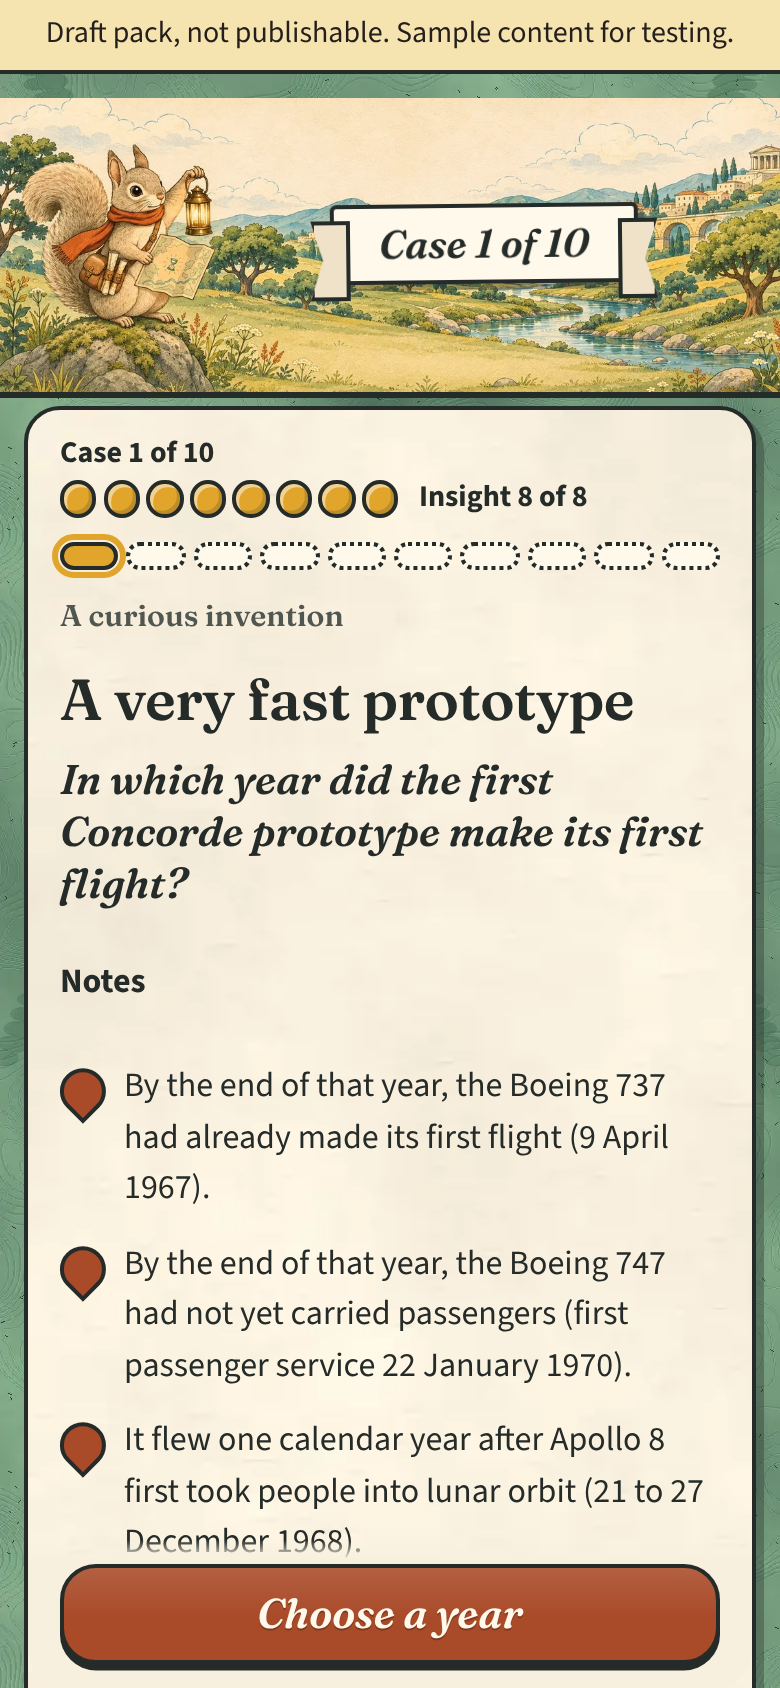 Draft pack, not publishable. Sample content for testing.
Case 1 of 10
Case 1 of 10
Insight 8 of 8
A curious invention
A very fast prototype
In which year did the first
Concorde prototype make its first
flight?
Notes
By the end of that year, the Boeing 737
had already made its first flight (9 April
1967).
By the end of that year, the Boeing 747
had not yet carried passengers (first
passenger service 22 January 1970).
It flew one calendar year after Apollo 8
first took people into lunar orbit (21 to 27
December 1968).
Choose a year